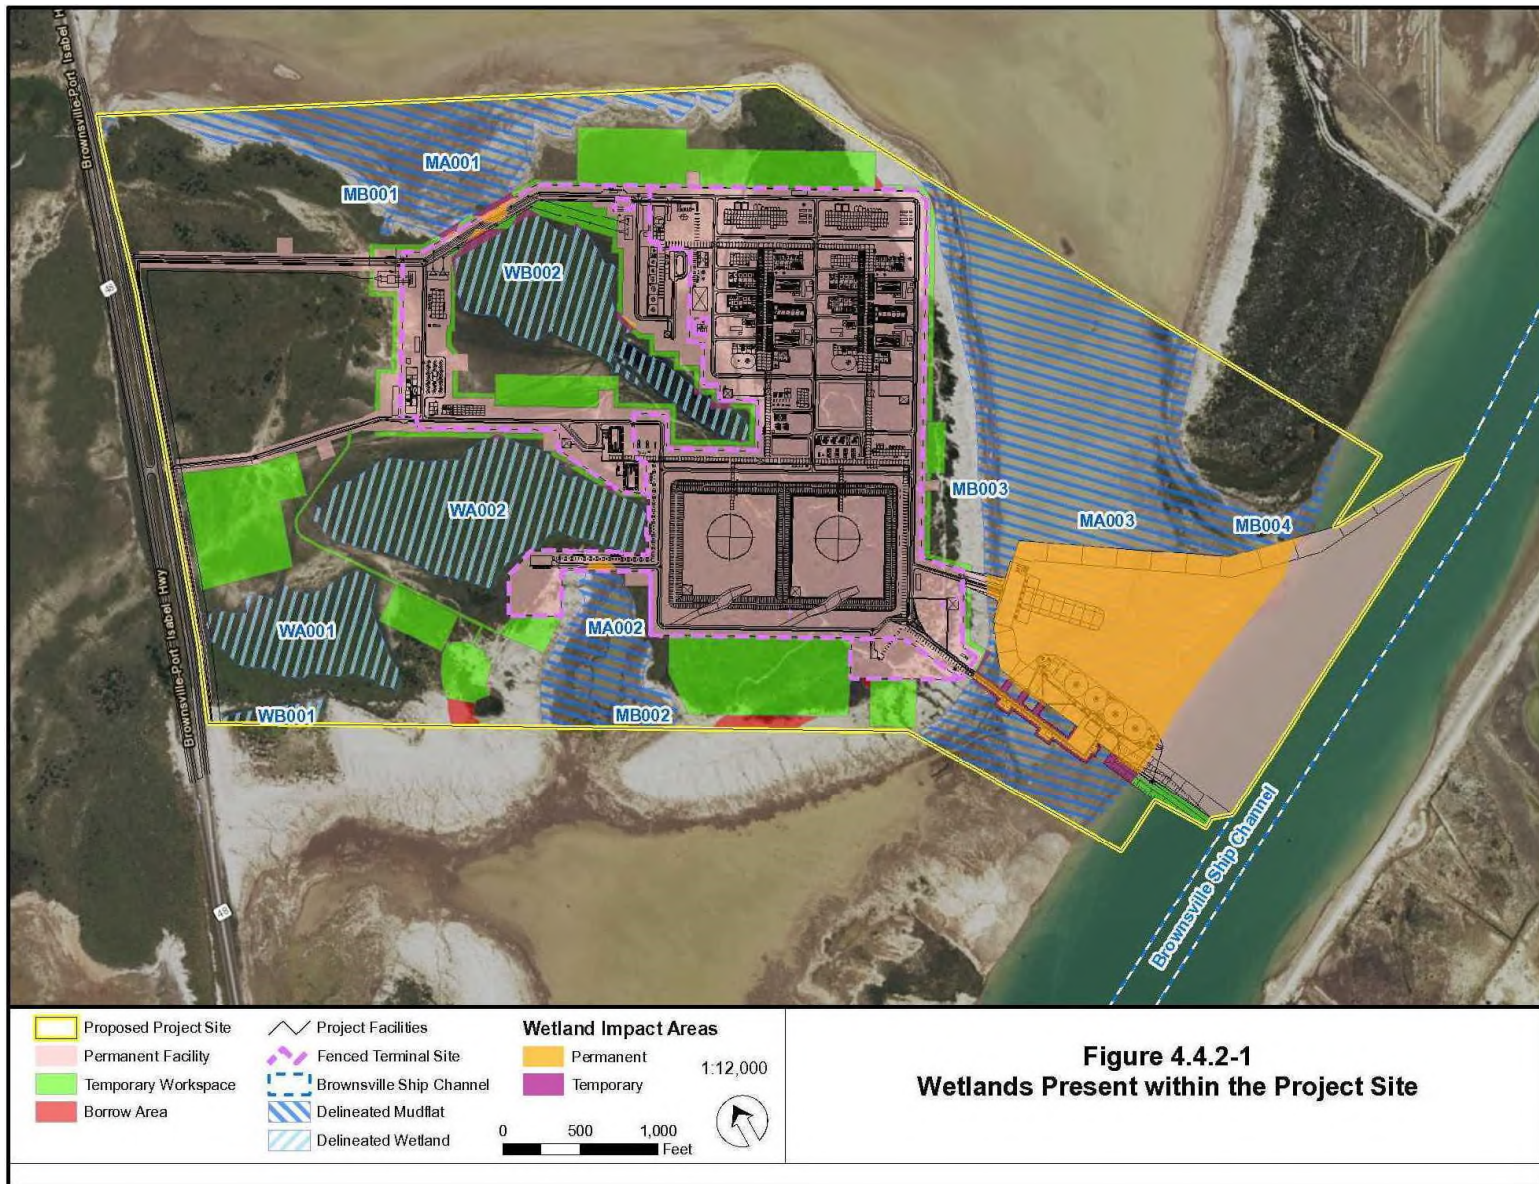 Brownsville-Port Isabel H
MA001
MB001
48
WB002
MB003
WA002
MA003
MB004
Brownsville-Port Isabel Hwy
WA001
MA002
WB001
MB002
Brownsville Ship Channel
48
Proposed Project Site
Permanent Facility
Temporary Workspace
Borrow Area
Project Facilities
Fenced Terminal Site
Brownsville Ship Channel
Delineated Mudflat
Delineated Wetland
Wetland Impact Areas
Permanent
Temporary
1:12,000
0 500 1,000
Feet
Figure 4.4.2-1
Wetlands Present within the Project Site